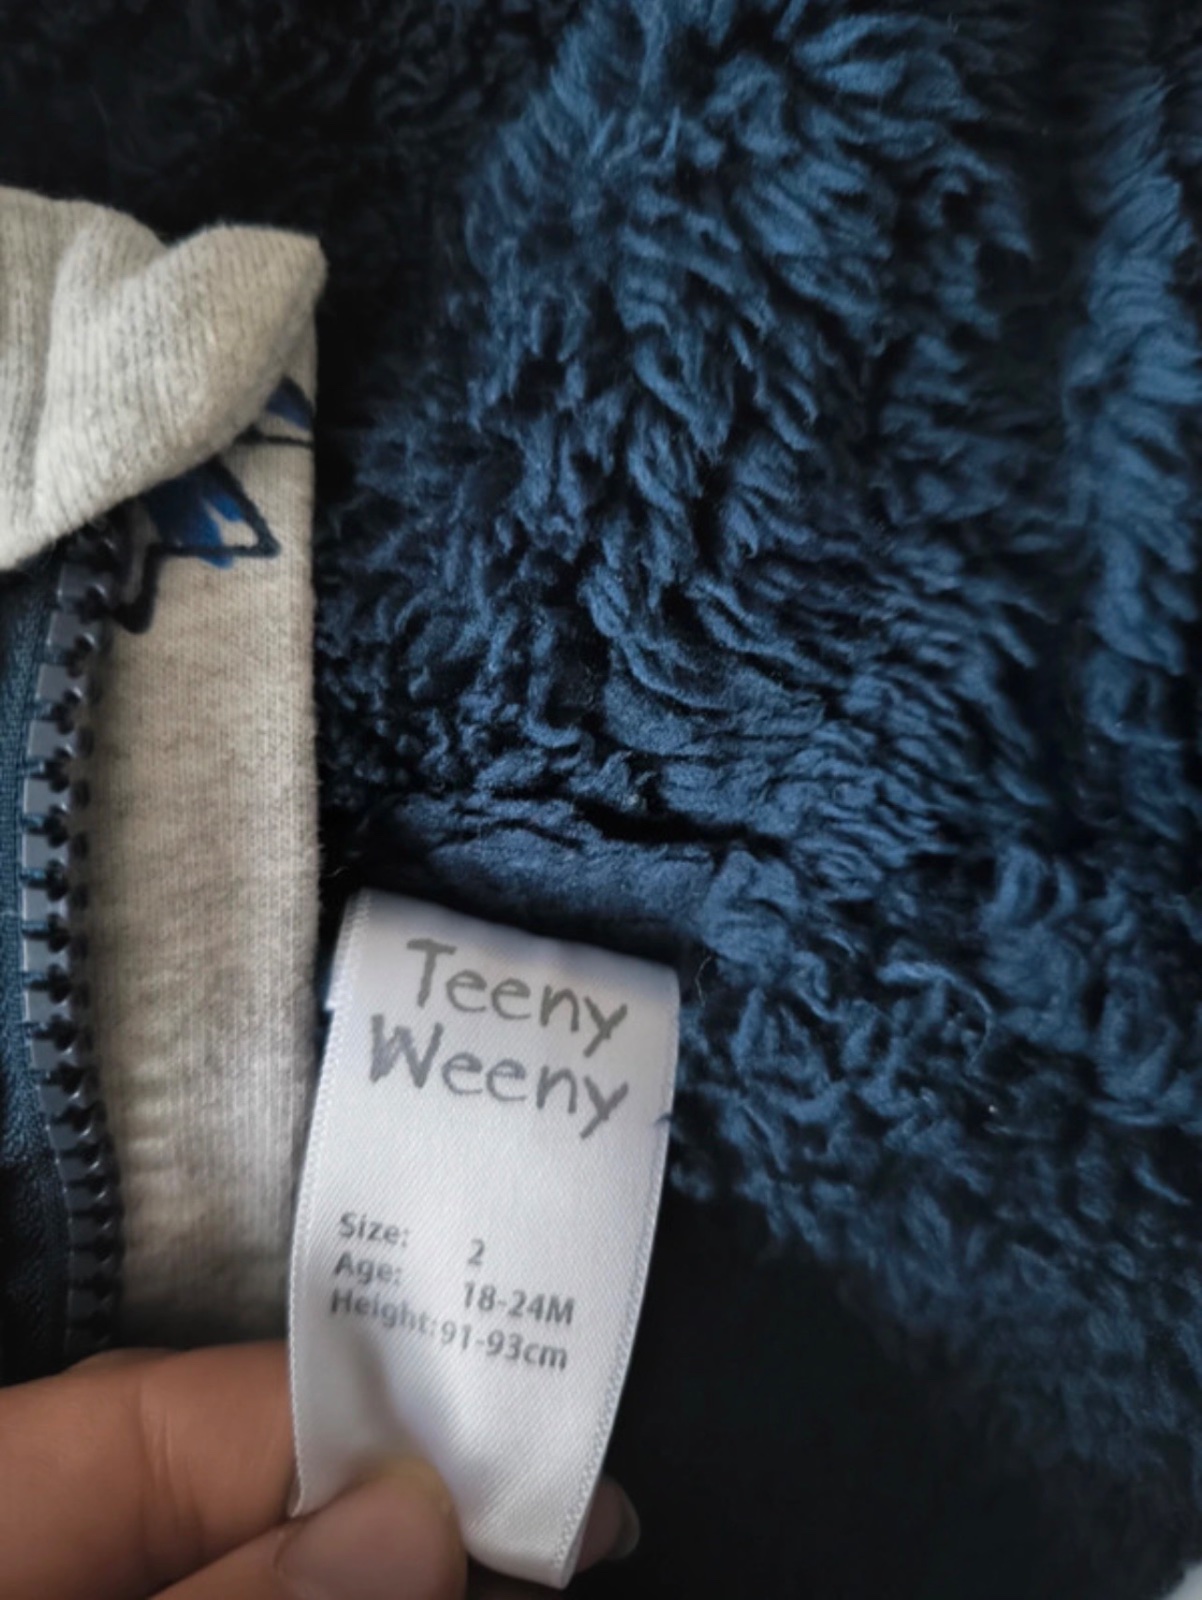 Teeny
Weeny
Size: 2
Age: 18-24M
Height: 91-93cm